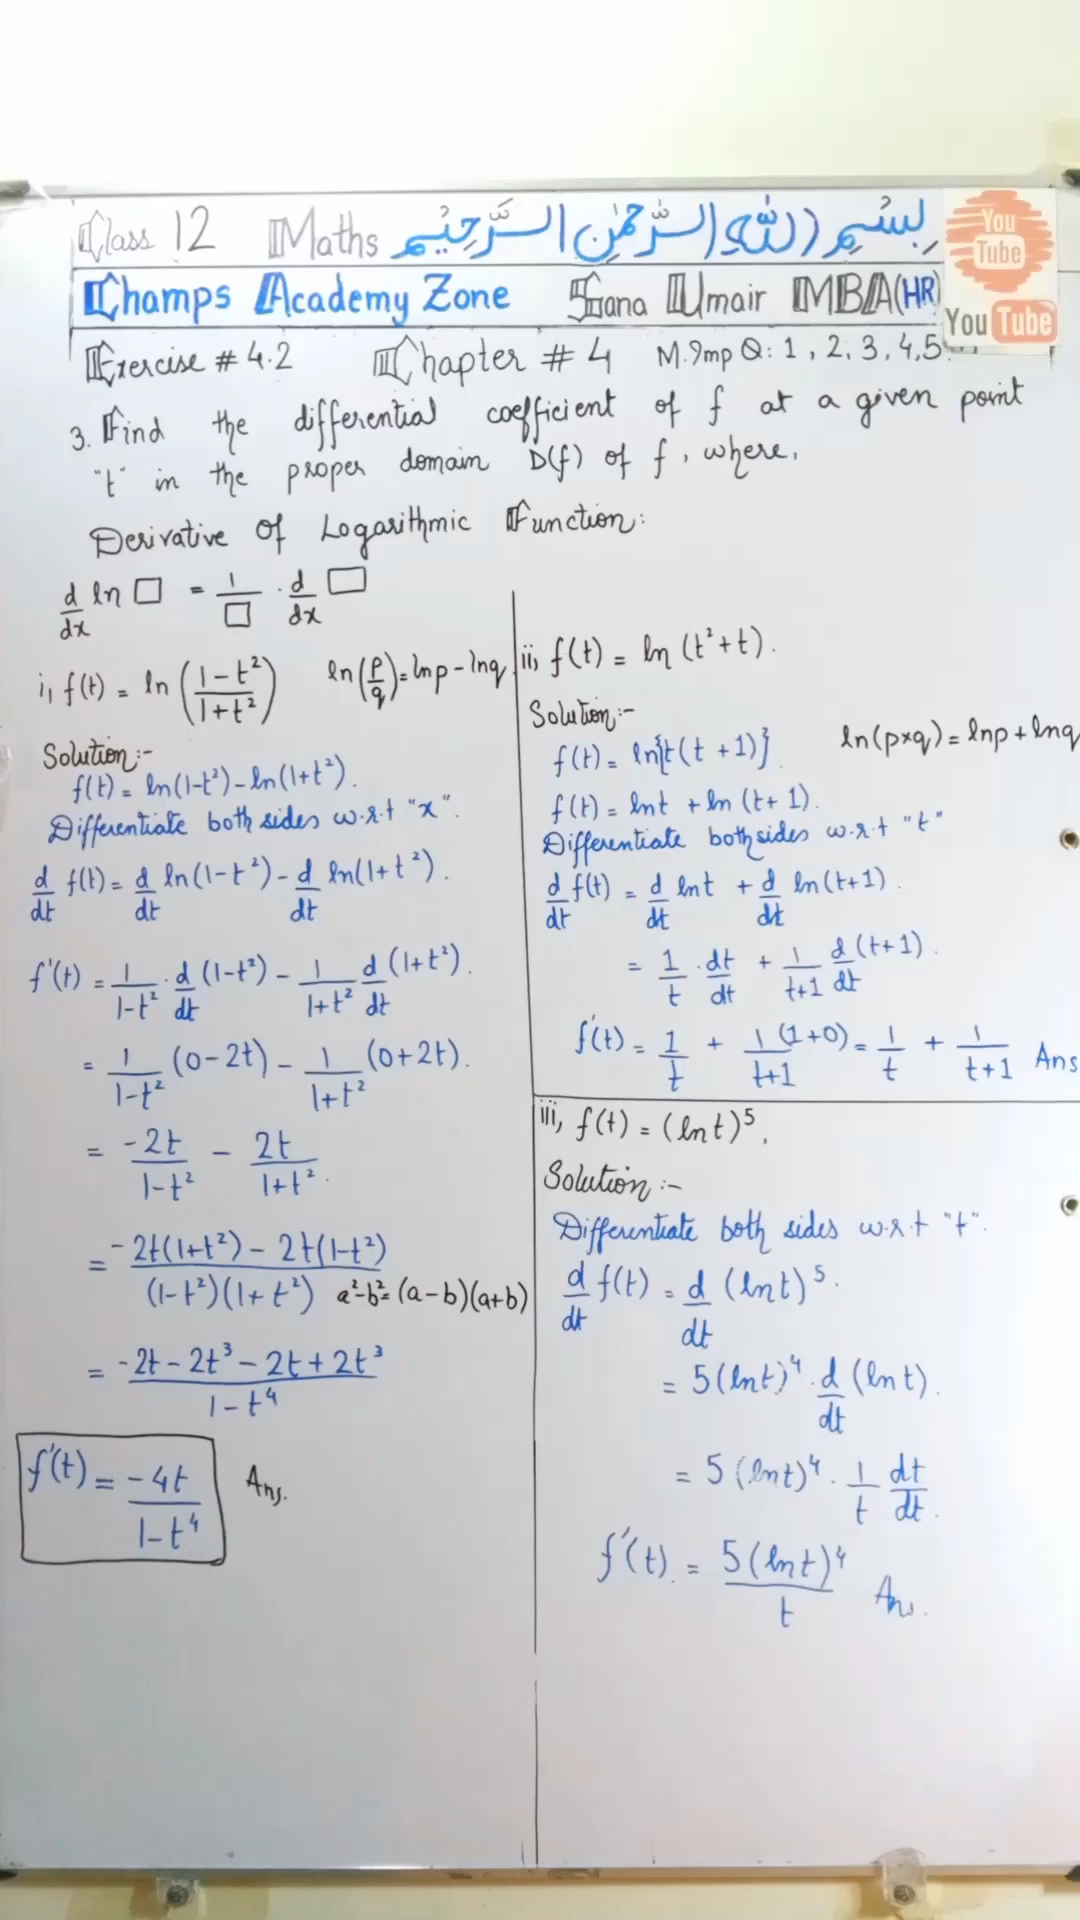 Class 12 Maths بِسْمِ اللّٰهِ الرَّحْمٰنِ الرَّحِيْمِ
You
Tube
Champs Academy Zone Sana Umair MBA(HR)
YouTube
Exercise # 4.2 Chapter # 4 M.Imp Q: 1, 2, 3, 4, 5
3. Find the differential coefficient of f at a given point
"t" in the proper domain D(f) of f, where,
Derivative of Logarithmic Function:
d/dx ln □ = 1/□ · d/dx □
i, f(t) = ln ((1-t²)/(1+t²)) ln(p/q) = lnp - lnq
Solution:-
f(t) = ln(1-t²) - ln(1+t²).
Differentiate both sides w.r.t "x".
d/dt f(t) = d/dt ln(1-t²) - d/dt ln(1+t²).
f'(t) = 1/(1-t²) · d/dt (1-t²) - 1/(1+t²) d/dt (1+t²).
= 1/(1-t²) (0-2t) - 1/(1+t²) (0+2t).
= -2t/(1-t²) - 2t/(1+t²).
= (-2t(1+t²) - 2t(1-t²))/((1-t²)(1+t²)) a²-b²=(a-b)(a+b)
= (-2t - 2t³ - 2t + 2t³)/(1-t⁴)
f'(t) = -4t/(1-t⁴) Ans.
ii, f(t) = ln (t²+t).
Solution:-
f(t) = ln{t(t+1)} ln(p×q) = lnp + lnq
f(t) = lnt + ln(t+1).
Differentiate both sides w.r.t "t"
d/dt f(t) = d/dt lnt + d/dt ln(t+1).
= 1/t · dt/dt + 1/(t+1) d/dt (t+1).
f'(t) = 1/t + 1/(t+1) (1+0) = 1/t + 1/(t+1) Ans
iii, f(t) = (lnt)⁵.
Solution:-
Differentiate both sides w.r.t "t".
d/dt f(t) = d/dt (lnt)⁵.
= 5(lnt)⁴ · d/dt (lnt).
= 5(lnt)⁴ · 1/t dt/dt.
f'(t) = 5(lnt)⁴/t Ans.